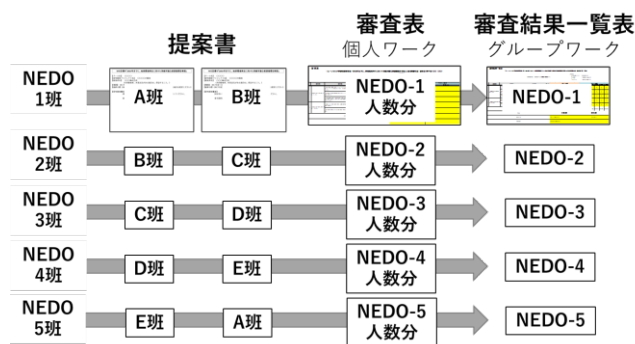 提案書
審査表
個人ワーク
審査結果一覧表
グループワーク
NEDO
1班
A班
B班
NEDO-1
人数分
NEDO-1
NEDO
2班
B班
C班
NEDO-2
人数分
NEDO-2
NEDO
3班
C班
D班
NEDO-3
人数分
NEDO-3
NEDO
4班
D班
E班
NEDO-4
人数分
NEDO-4
NEDO
5班
E班
A班
NEDO-5
人数分
NEDO-5